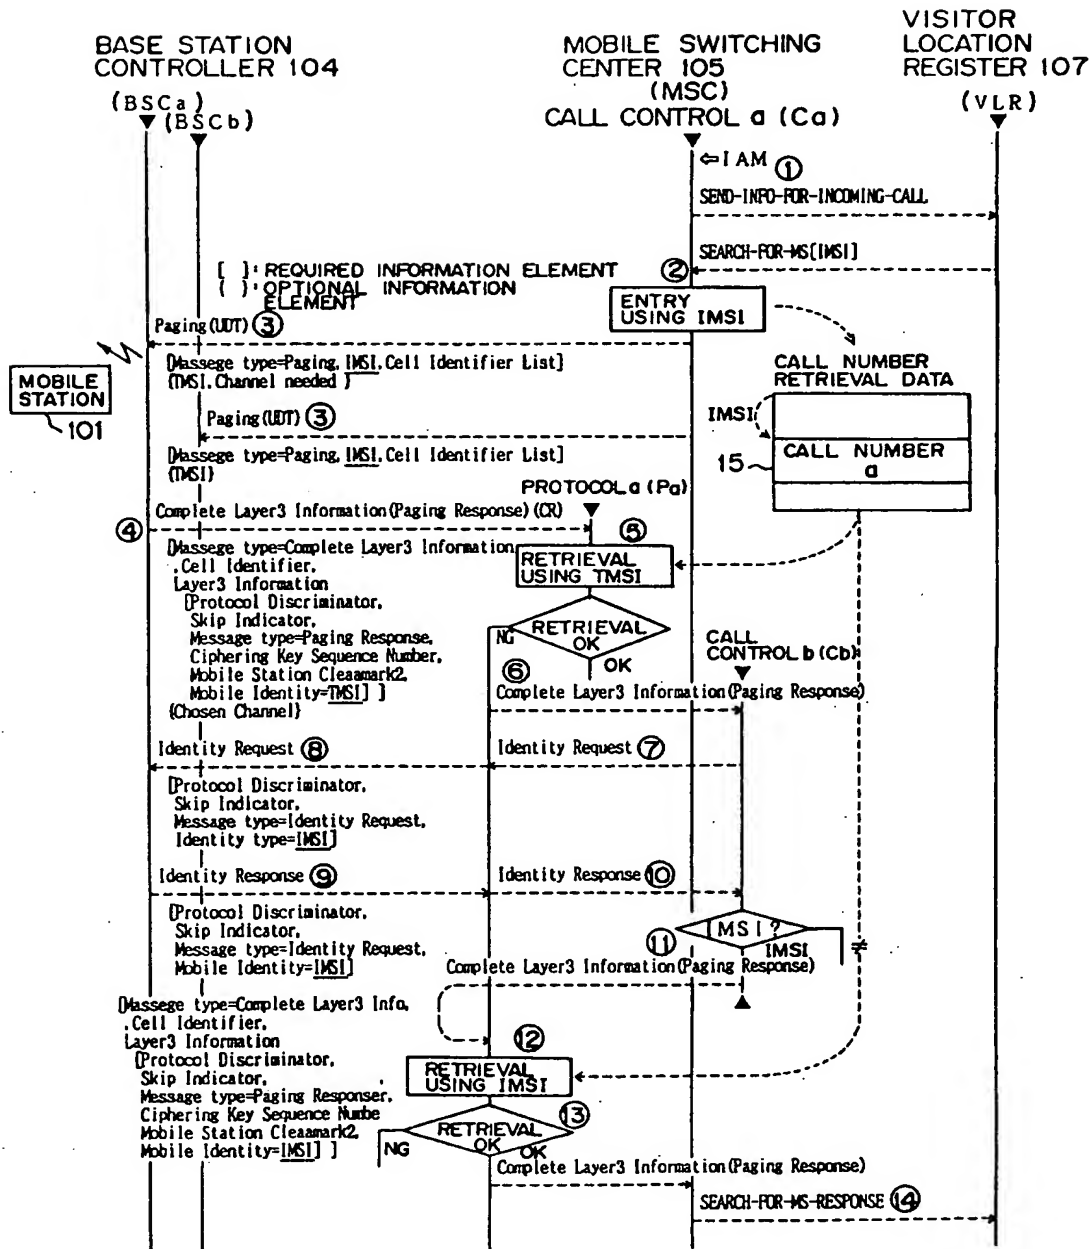 BASE STATION
CONTROLLER 104
(BSCa)
(BSCb)
MOBILE SWITCHING
CENTER 105
(MSC)
CALL CONTROL a (Ca)
VISITOR
LOCATION
REGISTER 107
(VLR)
⇦IAM ①
SEND-INFO-FOR-INCOMING-CALL
SEARCH-FOR-MS[IMSI]
②
[ ]: REQUIRED INFORMATION ELEMENT
{ }: OPTIONAL INFORMATION
ELEMENT
ENTRY
USING IMSI
Paging(UDT) ③
[Massege type=Paging, IMSI, Cell Identifier List]
{TMSI, Channel needed }
MOBILE
STATION
101
CALL NUMBER
RETRIEVAL DATA
IMSI
15
CALL NUMBER
a
Paging(UDT) ③
[Massege type=Paging, IMSI, Cell Identifier List]
{TMSI}
PROTOCOL a (Pa)
④ Complete Layer3 Information(Paging Response)(CR)
⑤
RETRIEVAL
USING TMSI
[Massege type=Complete Layer3 Information
,Cell Identifier,
Layer3 Information
[Protocol Discriminator,
Skip Indicator,
Message type=Paging Response,
Ciphering Key Sequence Number,
Mobile Station Cleaamark2,
Mobile Identity=TMSI] ]
{Chosen Channel}
RETRIEVAL
OK
NG
OK
CALL
CONTROL b (Cb)
⑥
Complete Layer3 Information(Paging Response)
Identity Request ⑧
Identity Request ⑦
[Protocol Discriminator,
Skip Indicator,
Message type=Identity Request,
Identity type=IMSI]
Identity Response ⑨
Identity Response ⑩
[Protocol Discriminator,
Skip Indicator,
Message type=Identity Request,
Mobile Identity=IMSI]
IMSI?
⑪
IMSI
≠
Complete Layer3 Information(Paging Response)
[Massege type=Complete Layer3 Info,
,Cell Identifier,
Layer3 Information
[Protocol Discriminator,
Skip Indicator,
Message type=Paging Responser,
Ciphering Key Sequence Numbe
Mobile Station Cleaamark2,
Mobile Identity=IMSI] ]
⑫
RETRIEVAL
USING IMSI
⑬
RETRIEVAL
OK
NG
OK
Complete Layer3 Information(Paging Response)
SEARCH-FOR-MS-RESPONSE ⑭